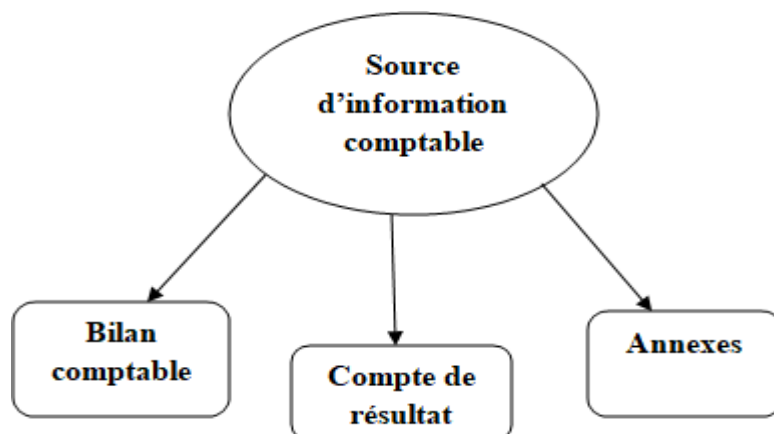 Source
d’information
comptable
Bilan
comptable
Compte de
résultat
Annexes